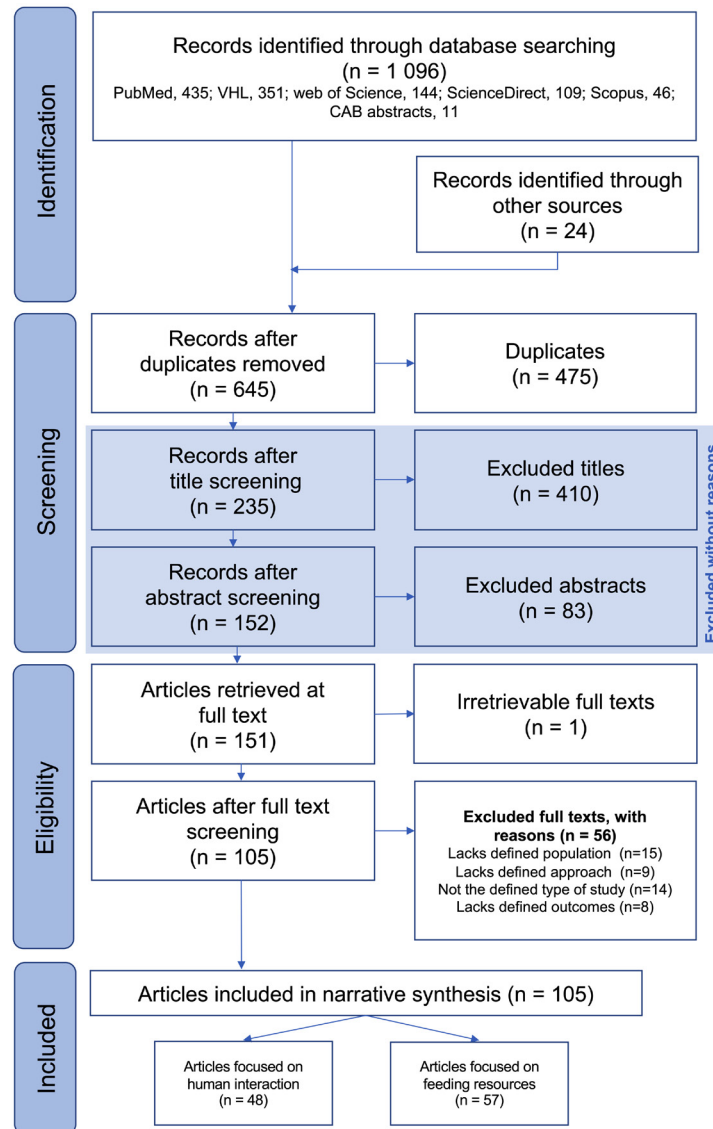 Identification
Records identified through database searching
(n = 1 096)
PubMed, 435; VHL, 351; web of Science, 144; ScienceDirect, 109; Scopus, 46;
CAB abstracts, 11
Records identified through
other sources
(n = 24)
Screening
Records after
duplicates removed
(n = 645)
Duplicates
(n = 475)
Records after
title screening
(n = 235)
Excluded titles
(n = 410)
Records after
abstract screening
(n = 152)
Excluded abstracts
(n = 83)
Excluded without reasons
Eligibility
Articles retrieved at
full text
(n = 151)
Irretrievable full texts
(n = 1)
Articles after full text
screening
(n = 105)
Excluded full texts, with
reasons (n = 56)
Lacks defined population (n=15)
Lacks defined approach (n=9)
Not the defined type of study (n=14)
Lacks defined outcomes (n=8)
Included
Articles included in narrative synthesis (n = 105)
Articles focused on
human interaction
(n = 48)
Articles focused on
feeding resources
(n = 57)